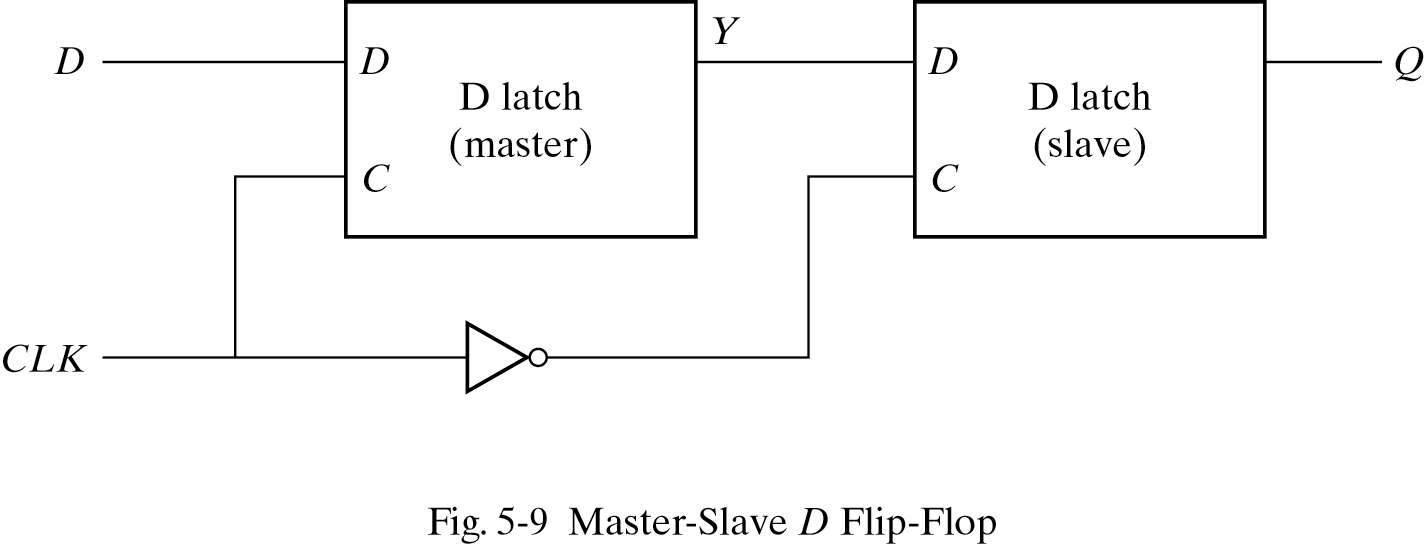 D
D
D latch
(master)
C
Y
D
D latch
(slave)
C
Q
CLK
Fig. 5-9 Master-Slave D Flip-Flop